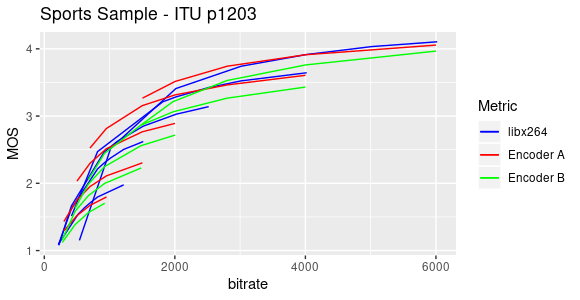 Sports Sample - ITU p1203
4
3
2
1
MOS
0
2000
4000
6000
bitrate
Metric
libx264
Encoder A
Encoder B